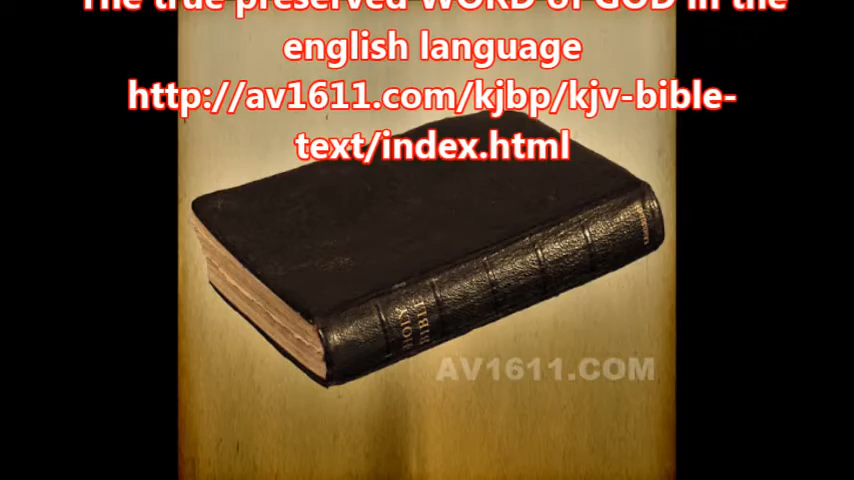 The true preserved WORD of GOD in the
english language
http://av1611.com/kjbp/kjv-bible-
text/index.html
HOLY
BIBLE
AV1611.COM